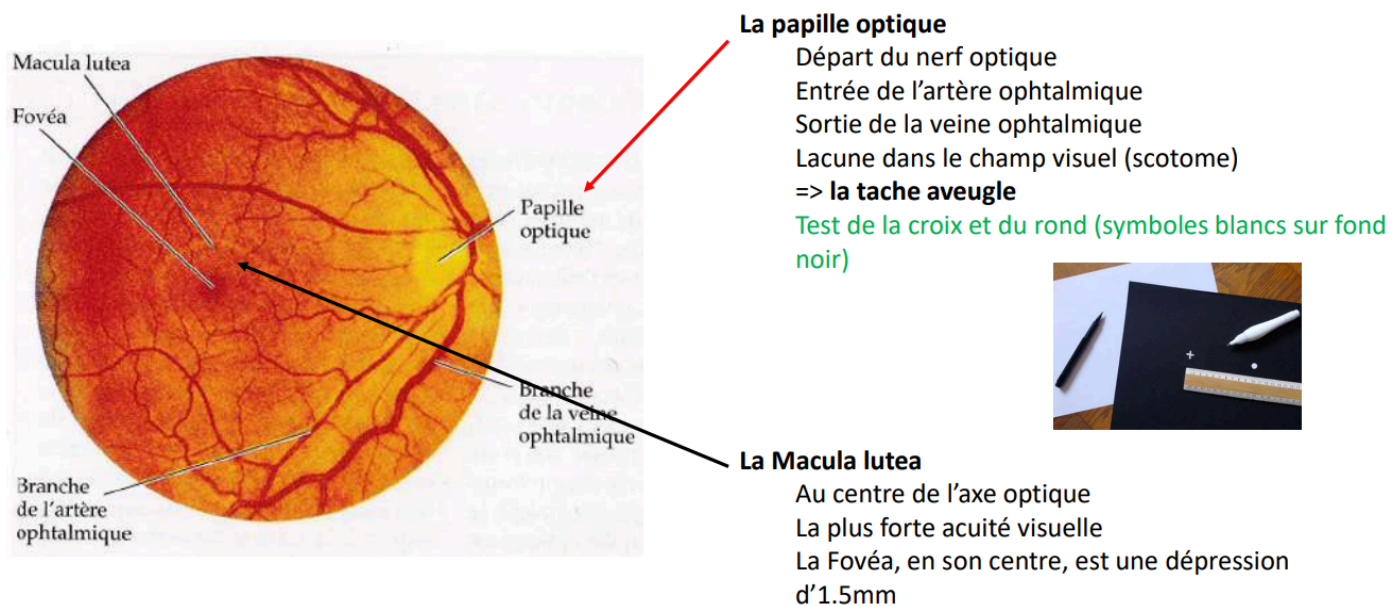 Macula lutea
Fovéa
Papille
optique
Branche
de la veine
ophtalmique
Branche
de l'artère
ophtalmique
La papille optique
Départ du nerf optique
Entrée de l'artère ophtalmique
Sortie de la veine ophtalmique
Lacune dans le champ visuel (scotome)
=> la tache aveugle
Test de la croix et du rond (symboles blancs sur fond
noir)
La Macula lutea
Au centre de l'axe optique
La plus forte acuité visuelle
La Fovéa, en son centre, est une dépression
d'1.5mm